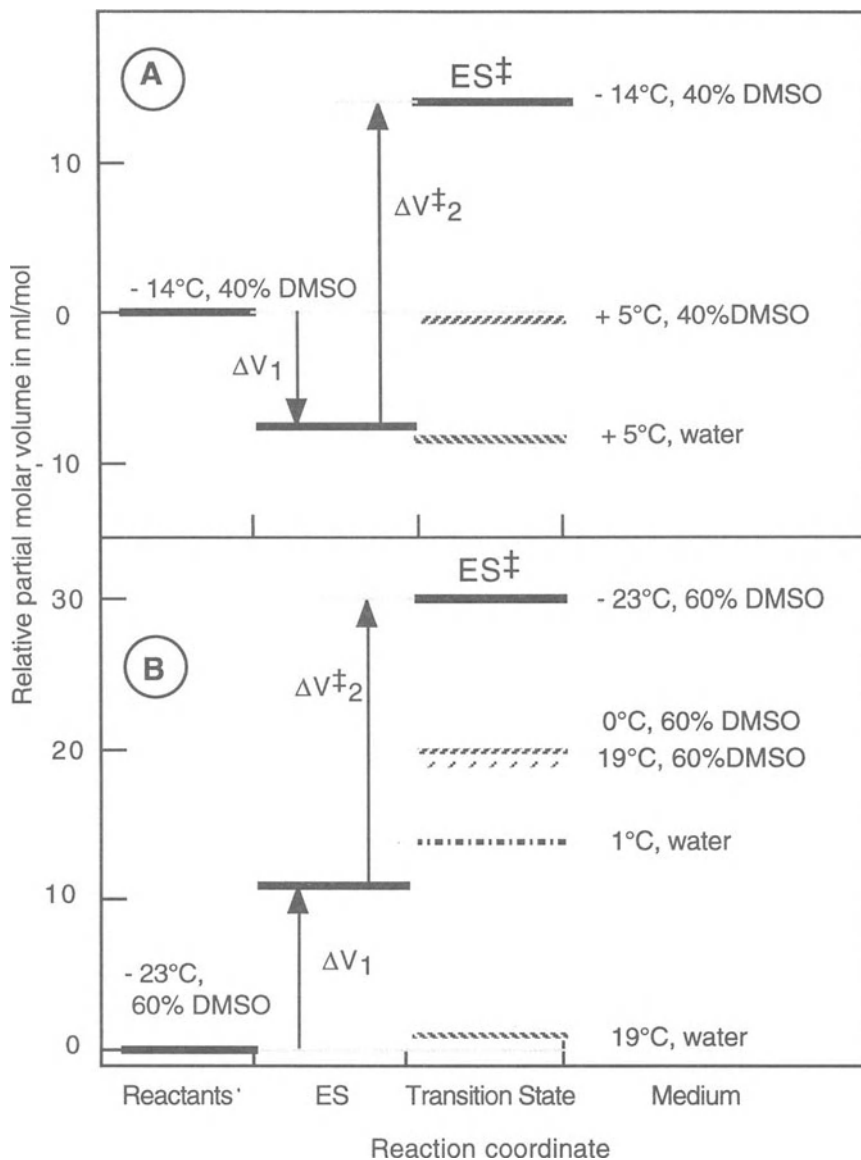 A
ES‡
- 14°C, 40% DMSO
10
ΔV‡2
- 14°C, 40% DMSO
0
+ 5°C, 40%DMSO
ΔV1
+ 5°C, water
- 10
Relative partial molar volume in ml/mol
ES‡
30
- 23°C, 60% DMSO
B
ΔV‡2
0°C, 60% DMSO
20
19°C, 60%DMSO
1°C, water
10
ΔV1
- 23°C,
60% DMSO
19°C, water
0
Reactants ES Transition State Medium
Reaction coordinate